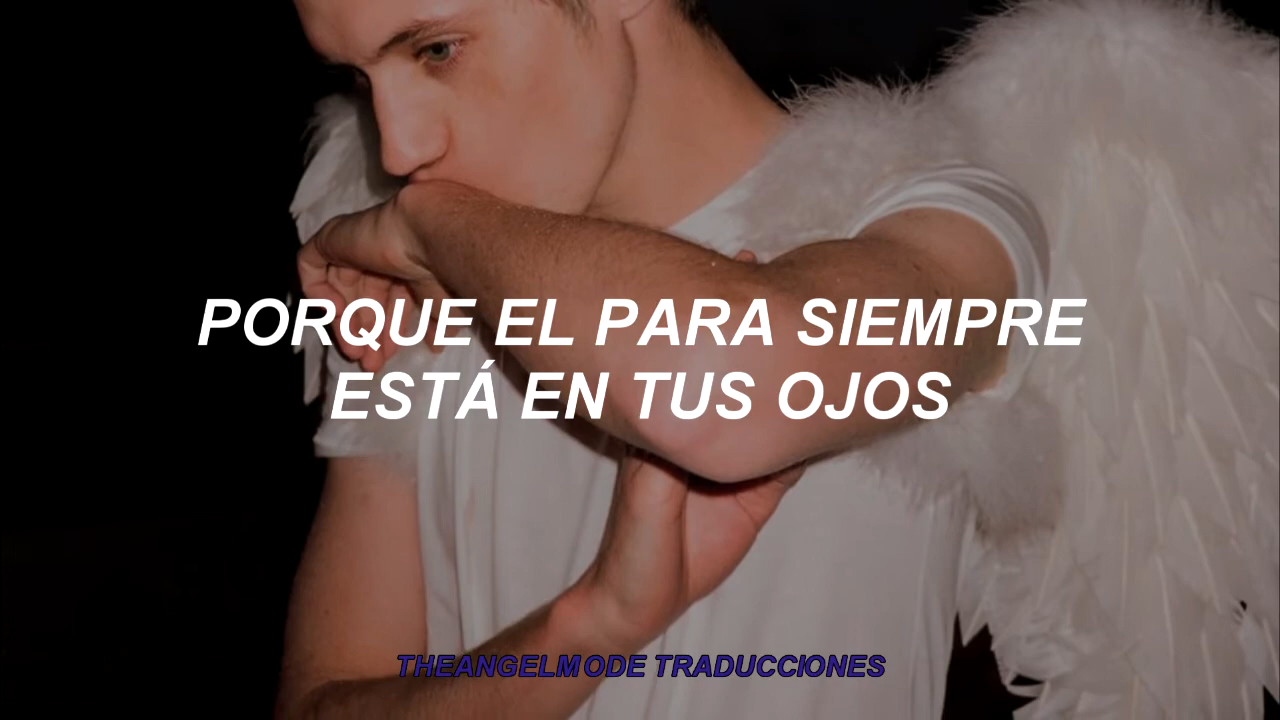 PORQUE EL PARA SIEMPRE
ESTÁ EN TUS OJOS
THEANGELMODE TRADUCCIONES